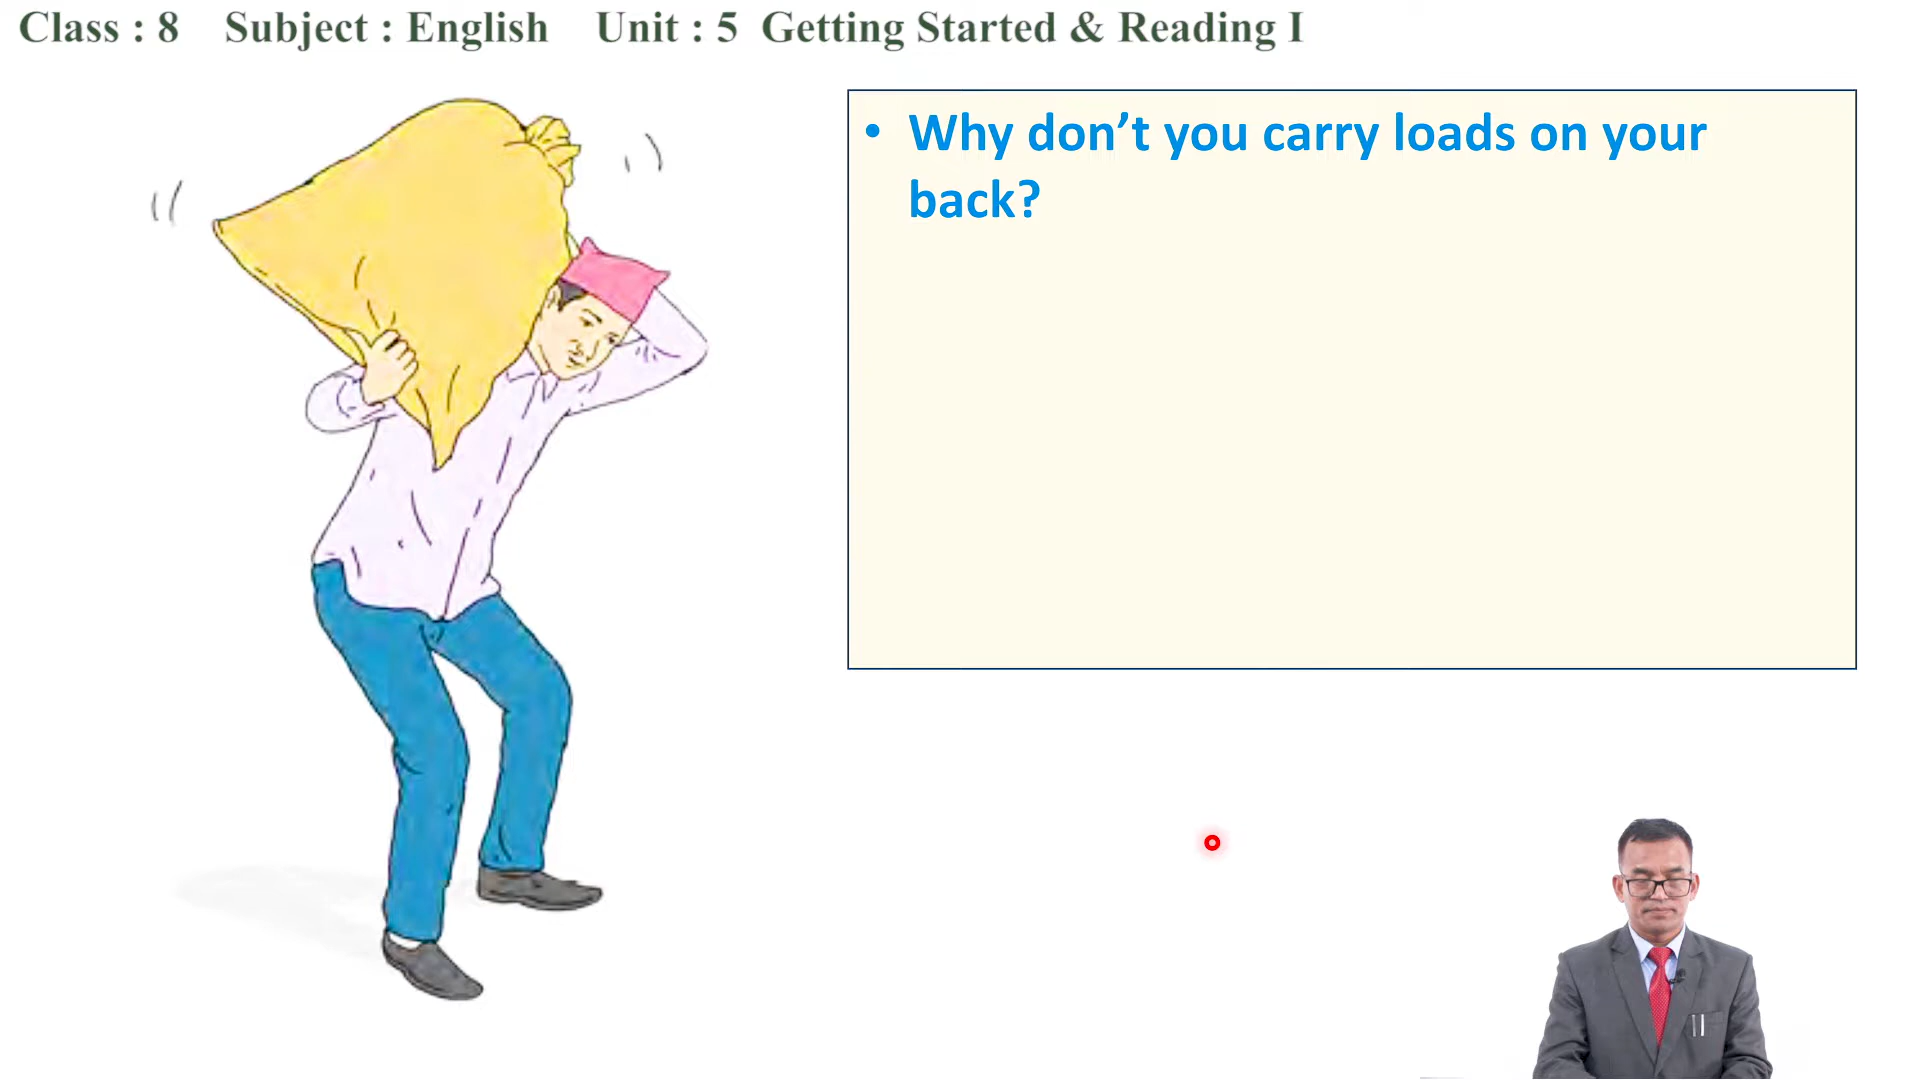 Class : 8 Subject : English Unit : 5 Getting Started & Reading I
• Why don’t you carry loads on your
back?